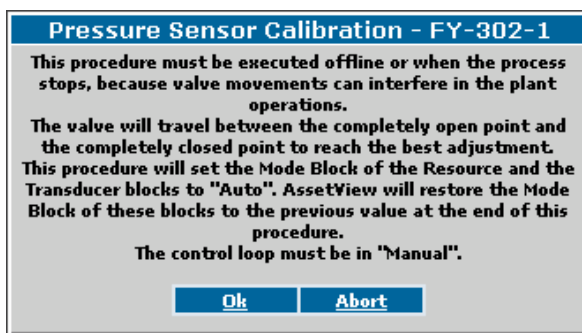 Pressure Sensor Calibration - FY-302-1
This procedure must be executed offline or when the process
stops, because valve movements can interfere in the plant
operations.
The valve will travel between the completely open point and
the completely closed point to reach the best adjustment.
This procedure will set the Mode Block of the Resource and the
Transducer blocks to "Auto". AssetView will restore the Mode
Block of these blocks to the previous value at the end of this
procedure.
The control loop must be in "Manual".
Ok Abort